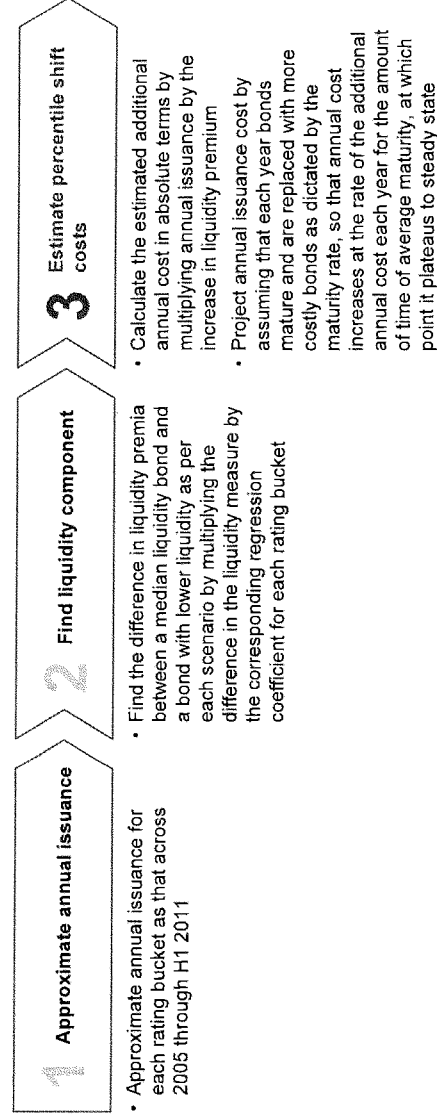 1 Approximate annual issuance
• Approximate annual issuance for
each rating bucket as that across
2005 through H1 2011
2 Find liquidity component
• Find the difference in liquidity premia
between a median liquidity bond and
a bond with lower liquidity as per
each scenario by multiplying the
difference in the liquidity measure by
the corresponding regression
coefficient for each rating bucket
3 Estimate percentile shift
costs
• Calculate the estimated additional
annual cost in absolute terms by
multiplying annual issuance by the
increase in liquidity premium
• Project annual issuance cost by
assuming that each year bonds
mature and are replaced with more
costly bonds as dictated by the
maturity rate, so that annual cost
increases at the rate of the additional
annual cost each year for the amount
of time of average maturity, at which
point it plateaus to steady state